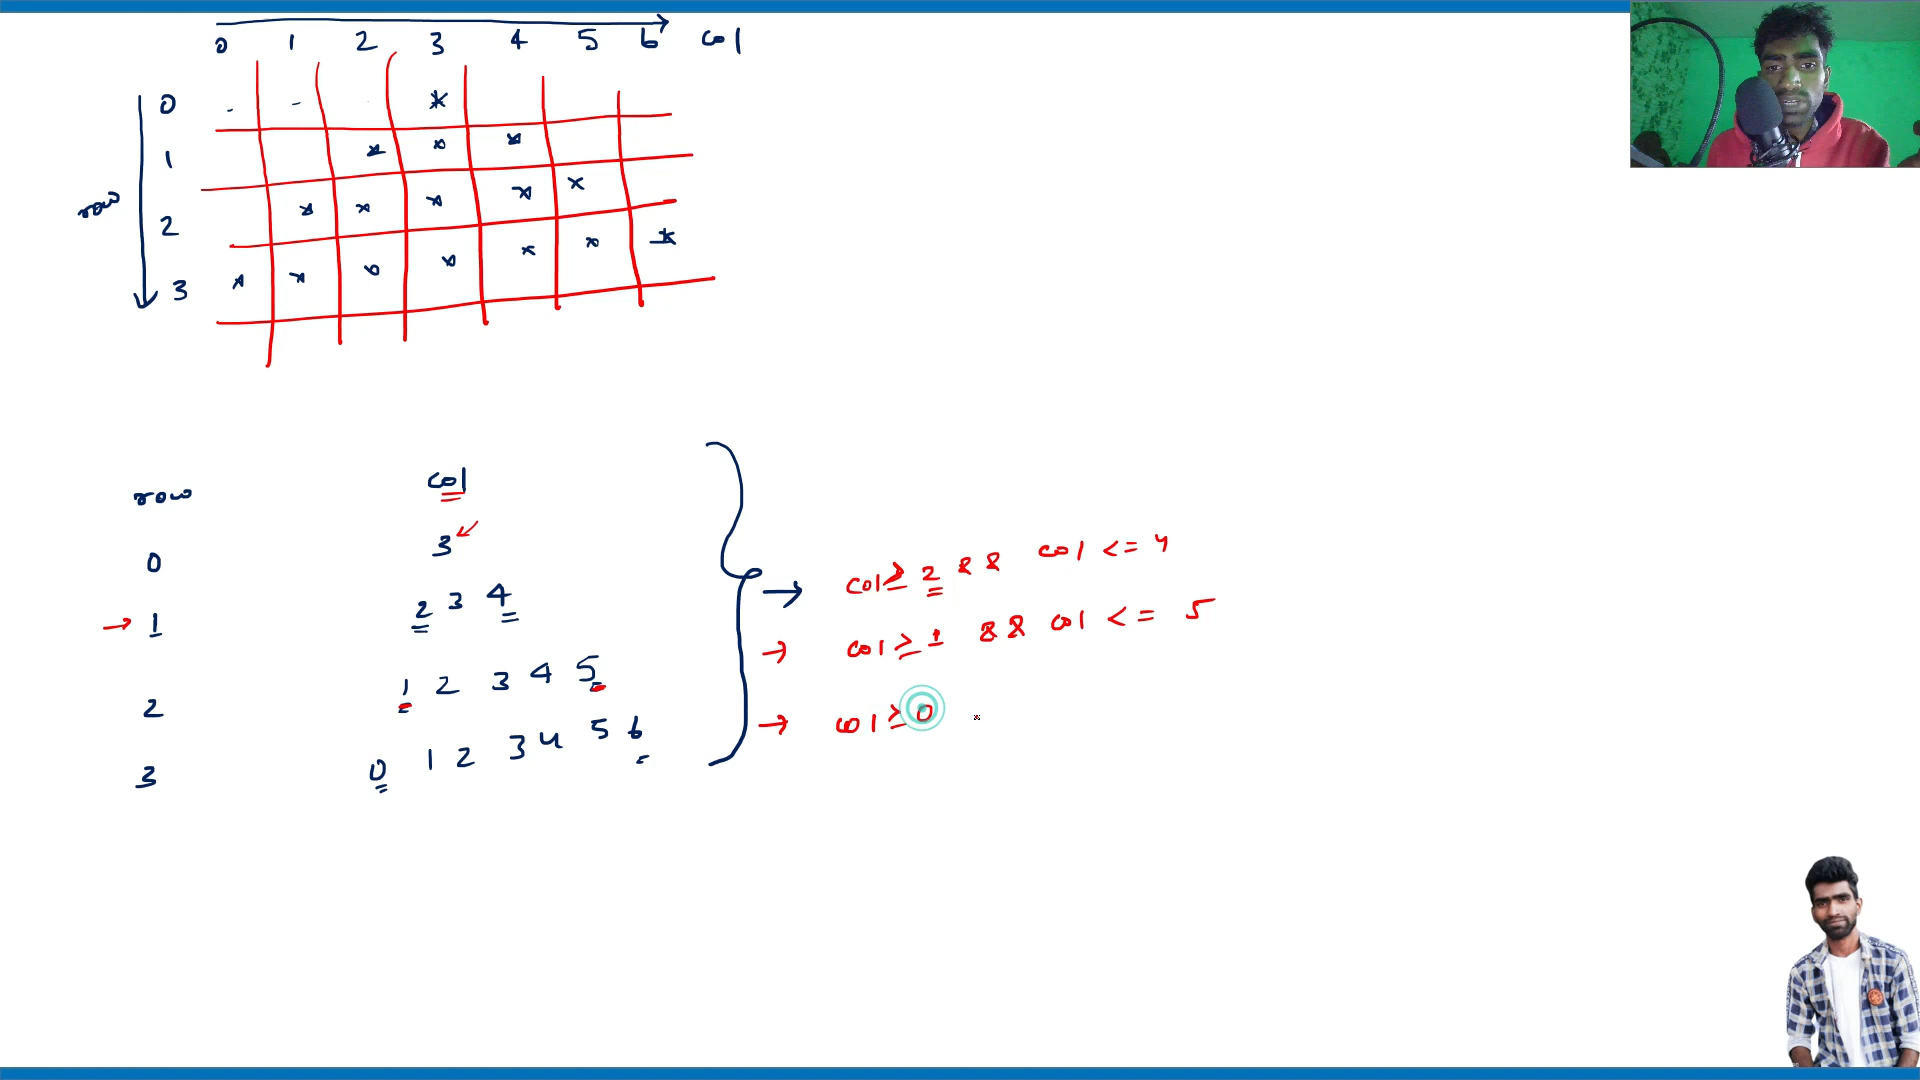 0 1 2 3 4 5 6 col
0 - - *
1 * * *
row
2 * * * * *
3 * * * * * * *
row col
0 3
1 2 3 4
2 1 2 3 4 5
3 0 1 2 3 4 5 6
→ col >= 2 && col <= 4
→ col >= 1 && col <= 5
→ col >= 0